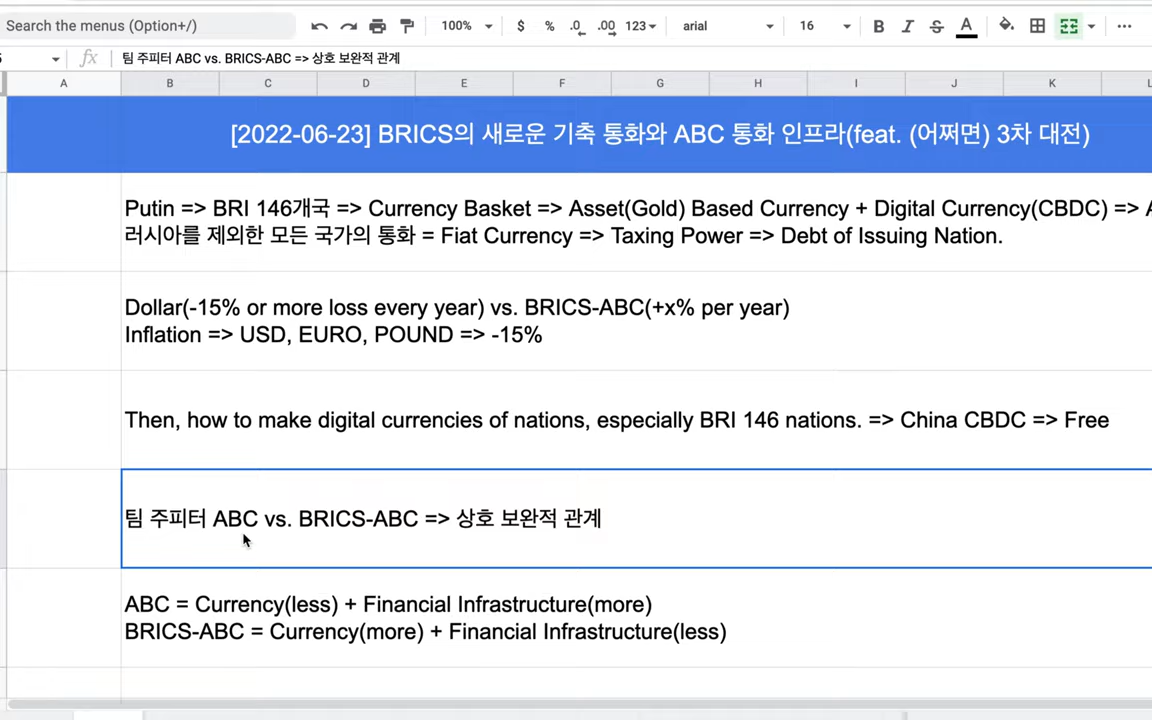 Search the menus (Option+/)
100% $ % .0 .00 123 arial 16 B I S A
fx 팀 주피터 ABC vs. BRICS-ABC => 상호 보완적 관계
A B C D E F G H I J K
[2022-06-23] BRICS의 새로운 기축 통화와 ABC 통화 인프라(feat. (어쩌면) 3차 대전)
Putin => BRI 146개국 => Currency Basket => Asset(Gold) Based Currency + Digital Currency(CBDC) =>
러시아를 제외한 모든 국가의 통화 = Fiat Currency => Taxing Power => Debt of Issuing Nation.
Dollar(-15% or more loss every year) vs. BRICS-ABC(+x% per year)
Inflation => USD, EURO, POUND => -15%
Then, how to make digital currencies of nations, especially BRI 146 nations. => China CBDC => Free
팀 주피터 ABC vs. BRICS-ABC => 상호 보완적 관계
ABC = Currency(less) + Financial Infrastructure(more)
BRICS-ABC = Currency(more) + Financial Infrastructure(less)